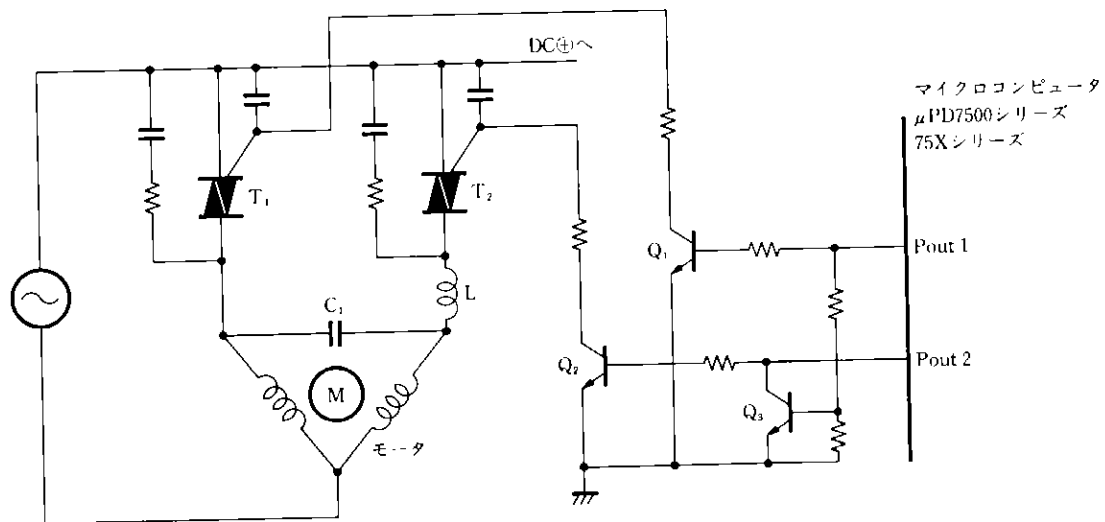 DC⊕へ
マイクロコンピュータ
μPD7500シリーズ
75Xシリーズ
T₁
T₂
Q₁
Pout 1
L
C₁
Q₂
Pout 2
M
Q₃
モータ